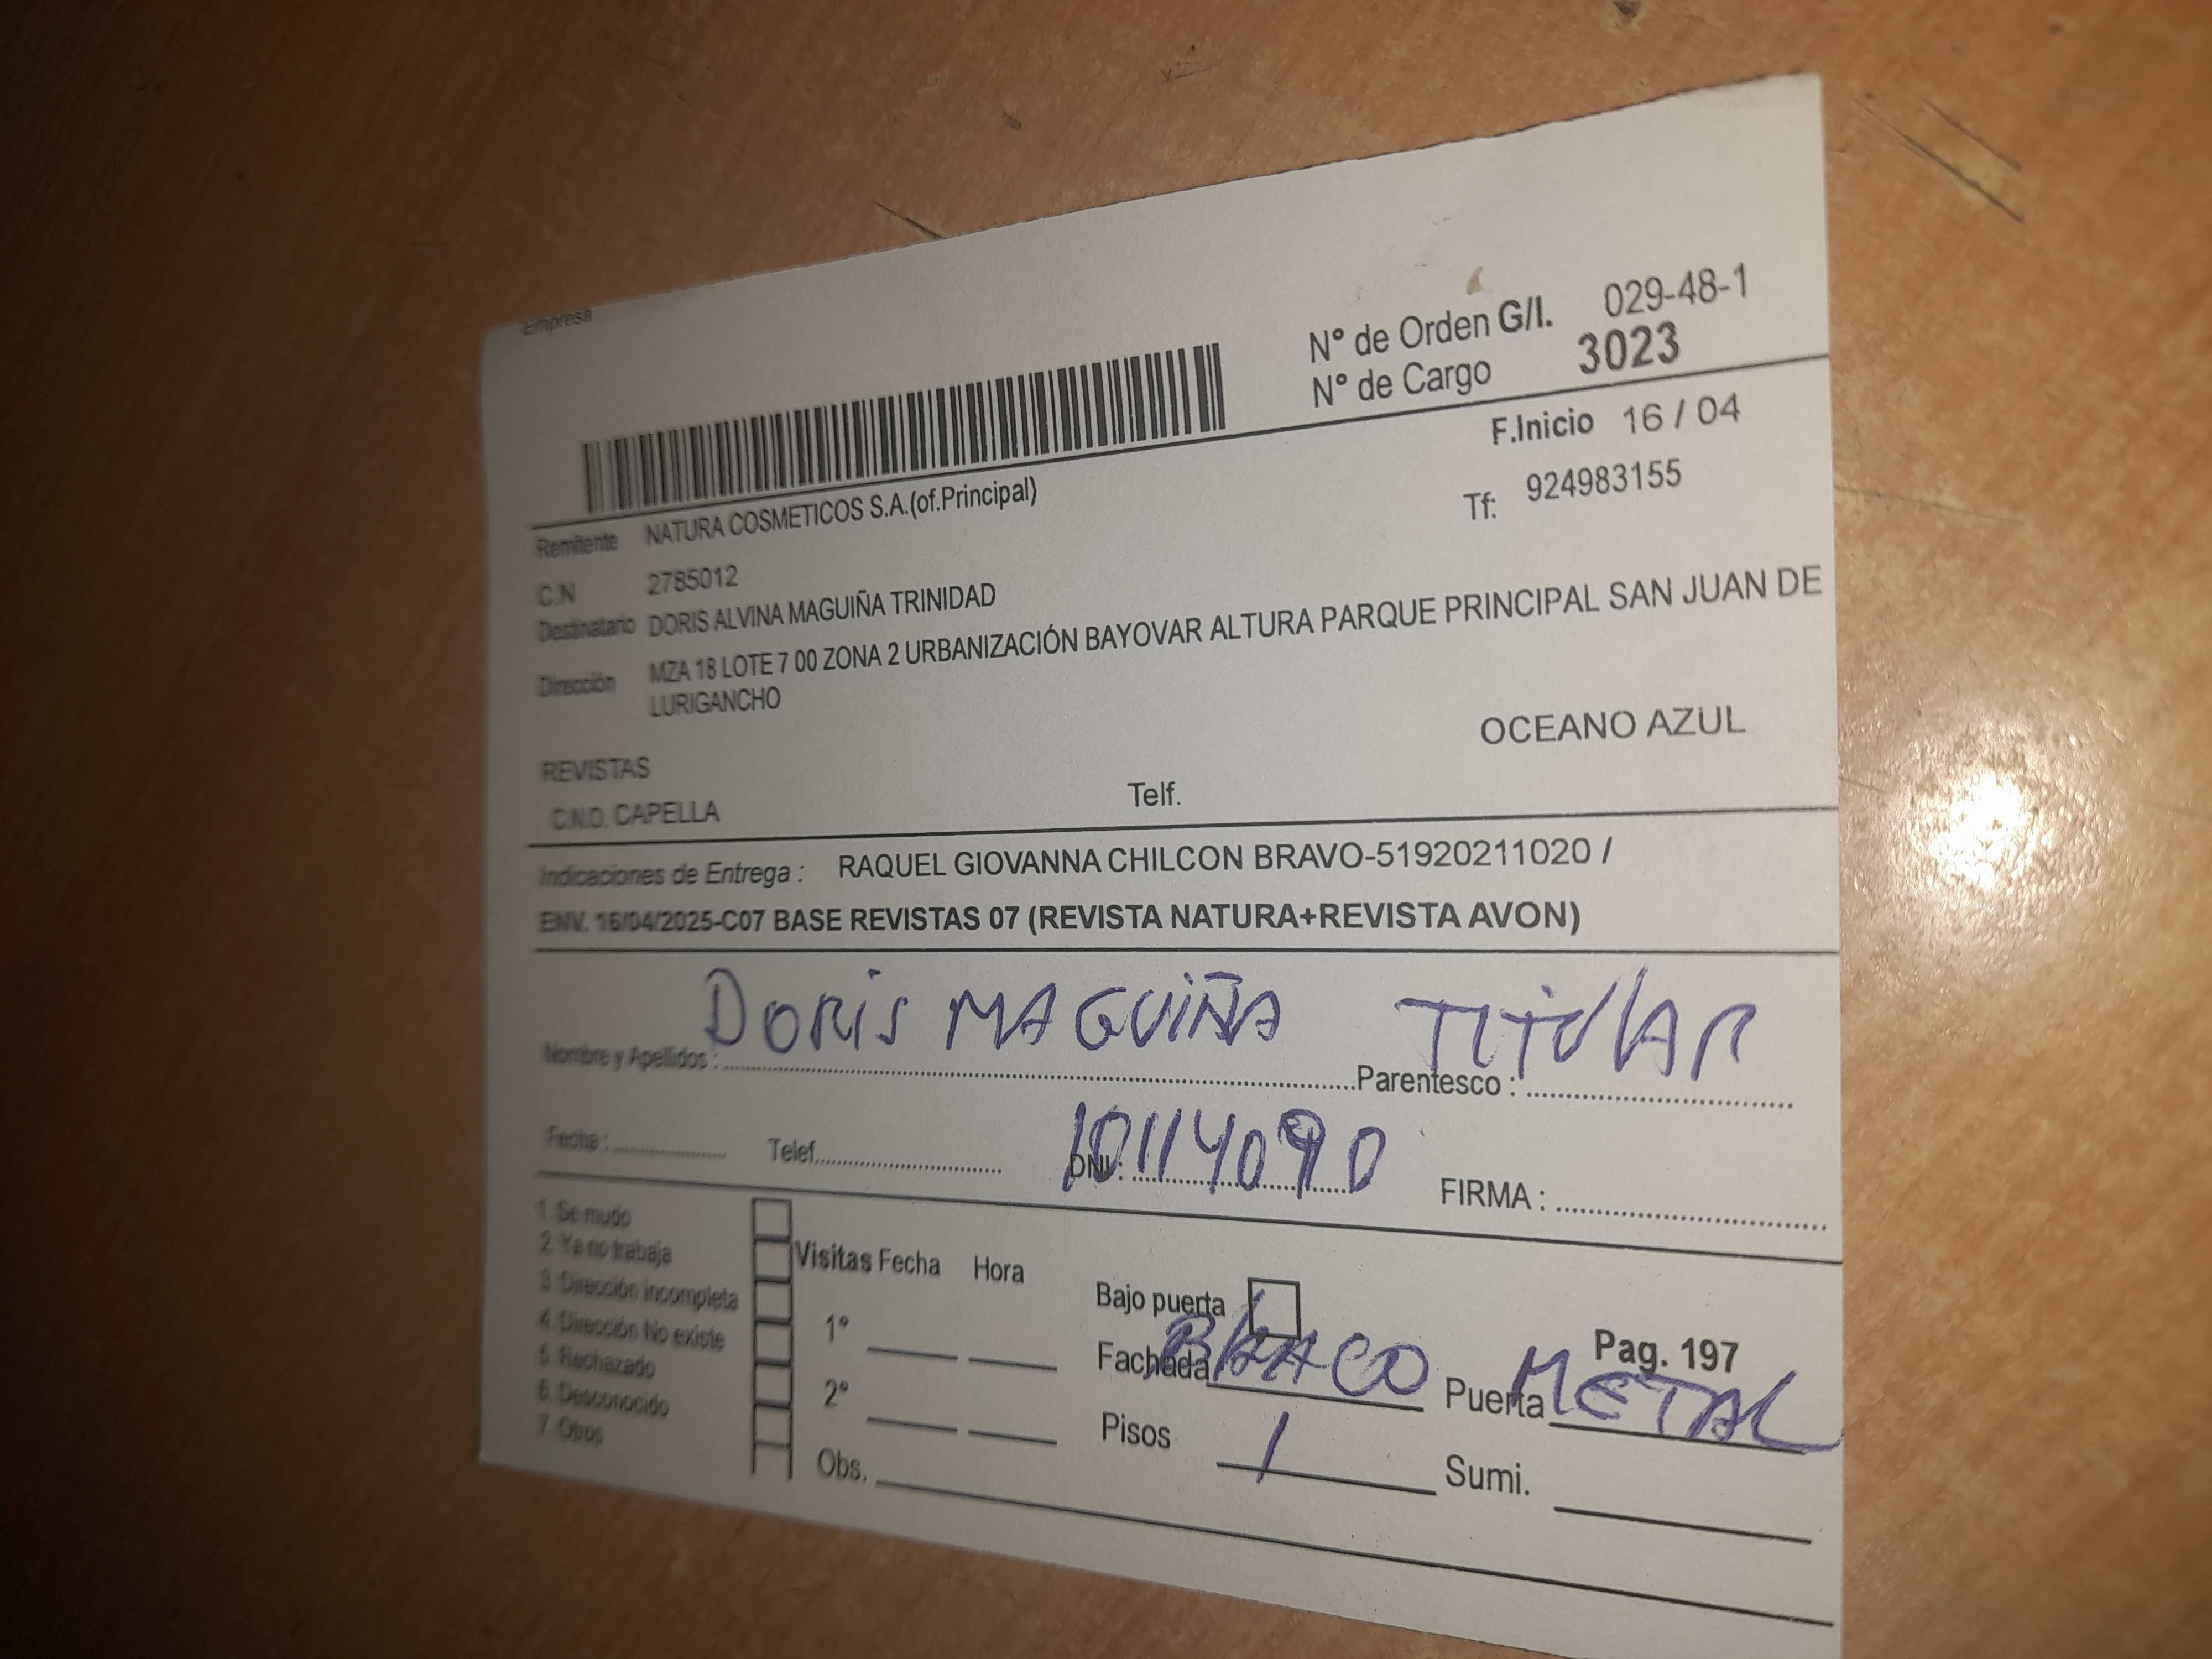 Empresa
N° de Orden G/I. 029-48-1
N° de Cargo 3023
F.Inicio 16 / 04
Remitente NATURA COSMETICOS S.A.(of.Principal)
Tf: 924983155
C.N 2785012
Destinatario DORIS ALVINA MAGUIÑA TRINIDAD
Dirección MZA 18 LOTE 7 00 ZONA 2 URBANIZACIÓN BAYOVAR ALTURA PARQUE PRINCIPAL SAN JUAN DE
LURIGANCHO
OCEANO AZUL
REVISTAS
C.N.O. CAPELLA Telf.
Indicaciones de Entrega : RAQUEL GIOVANNA CHILCON BRAVO-51920211020 /
ENV. 16/04/2025-C07 BASE REVISTAS 07 (REVISTA NATURA+REVISTA AVON)
Nombre y Apellidos : DORIS MAGUIÑA Parentesco : TITULAR
Fecha : Telef. DNI : 10114090 FIRMA :
1. Se mudo
2. Ya no trabaja
3. Dirección incompleta
4. Dirección No existe
5. Rechazado
6. Desconocido
7. Otros
Visitas Fecha Hora
1°
2°
Obs.
Bajo puerta
Pag. 197
Fachada Puerta METAL
Pisos 1 Sumi.